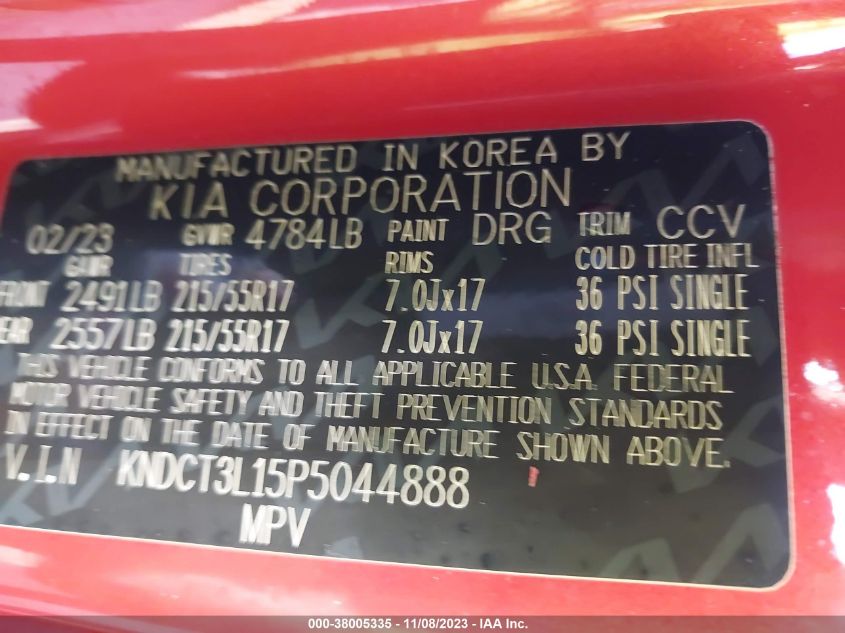 MANUFACTURED IN KOREA BY
KIA CORPORATION
02/23 GVWR 4784LB PAINT DRG TRIM CCV
GAWR TIRES RIMS COLD TIRE INFL
FRONT 2491LB 215/55R17 7.0Jx17 36 PSI SINGLE
REAR 2557LB 215/55R17 7.0Jx17 36 PSI SINGLE
THIS VEHICLE CONFORMS TO ALL APPLICABLE U.S.A. FEDERAL
MOTOR VEHICLE SAFETY AND THEFT PREVENTION STANDARDS
IN EFFECT ON THE DATE OF MANUFACTURE SHOWN ABOVE.
V.I.N KNDCT3L15P5044888
MPV
000-38005335 - 11/08/2023 - © IAA Inc.